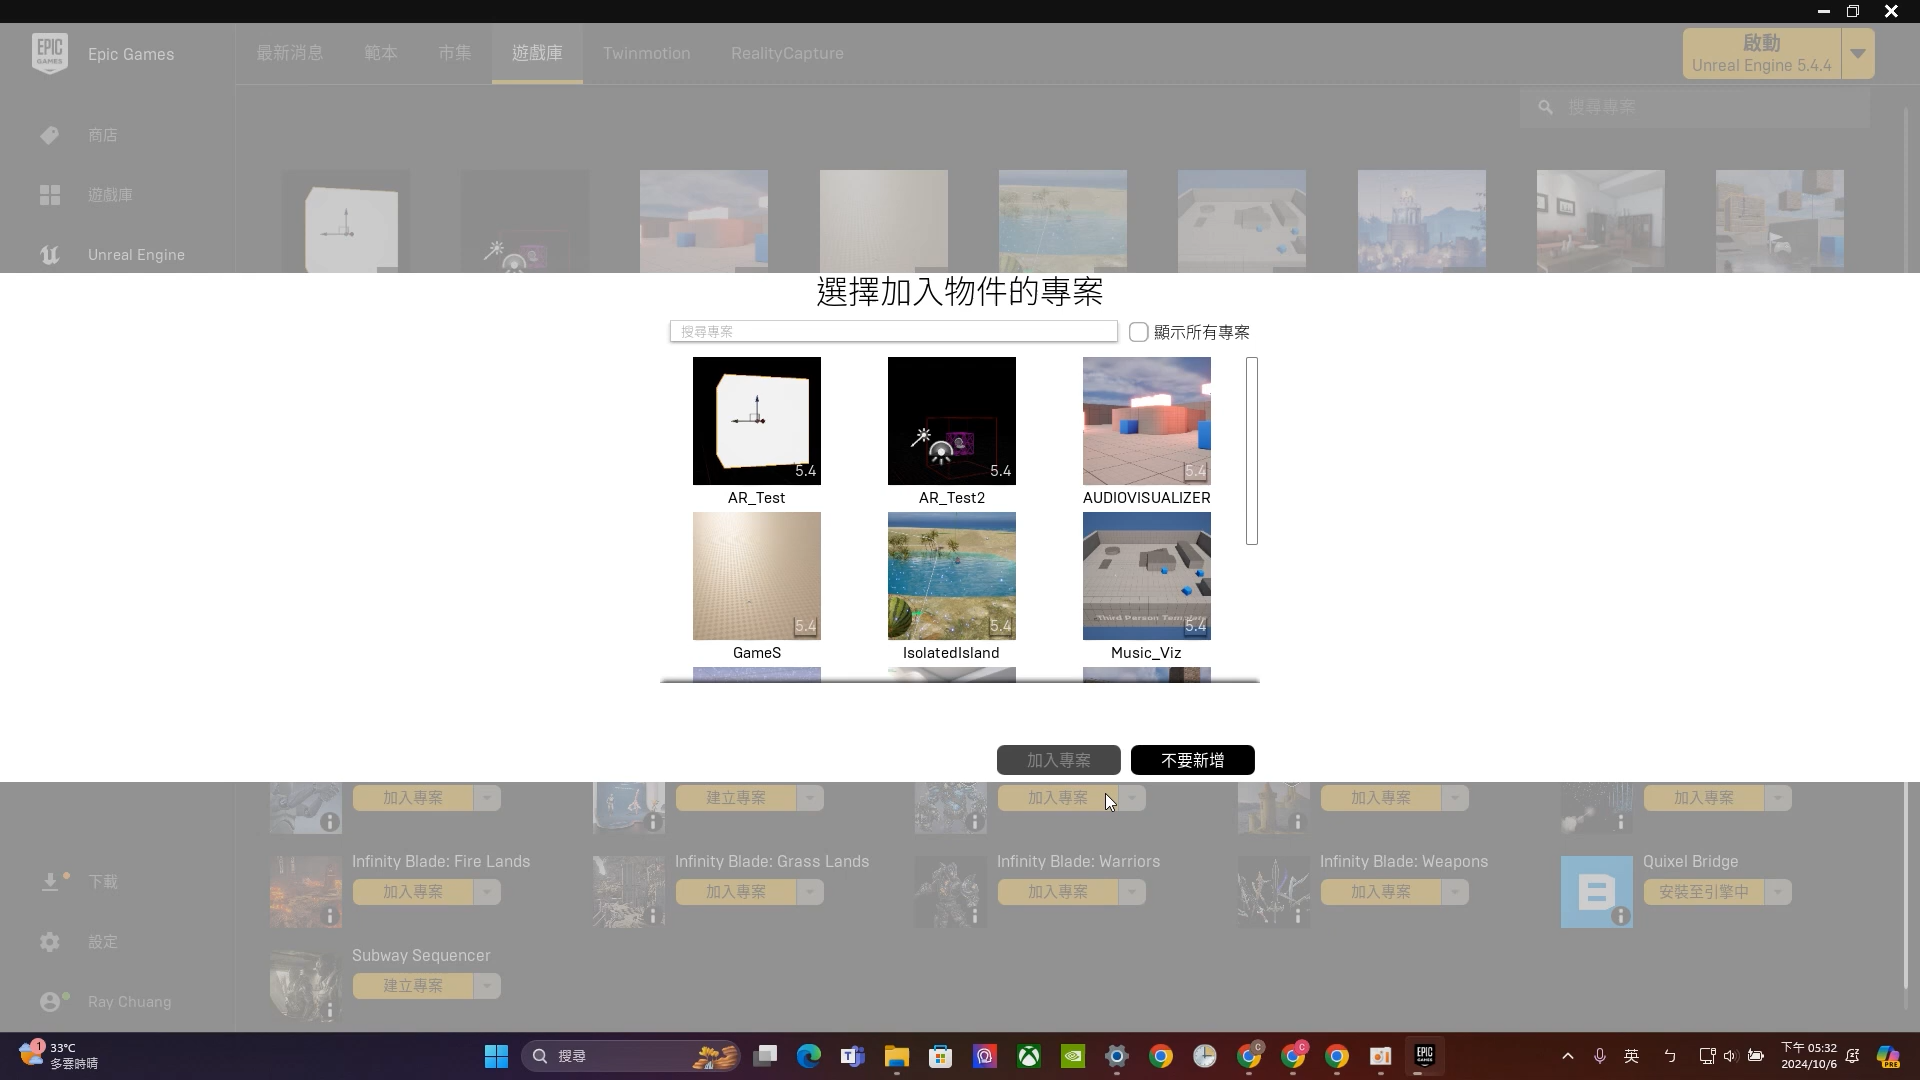 EPIC GAMES
Epic Games
最新消息
範本
市集
遊戲庫
Twinmotion
RealityCapture
啟動
Unreal Engine 5.4.4
搜尋專案
商店
遊戲庫
Unreal Engine
選擇加入物件的專案
搜尋專案
顯示所有專案
5.4
5.4
5.4
AR_Test
AR_Test2
AUDIOVISUALIZER
Third Person Template
5.4
5.4
5.4
GameS
IsolatedIsland
Music_Viz
加入專案
不要新增
加入專案
建立專案
加入專案
加入專案
加入專案
Infinity Blade: Fire Lands
Infinity Blade: Grass Lands
Infinity Blade: Warriors
Infinity Blade: Weapons
Quixel Bridge
加入專案
加入專案
加入專案
加入專案
安裝至引擎中
Subway Sequencer
建立專案
下載
設定
Ray Chuang
1
33°C
多雲時晴
搜尋
C
C
EPIC GAMES
英
ㄅ
下午 05:32
2024/10/6
PRE